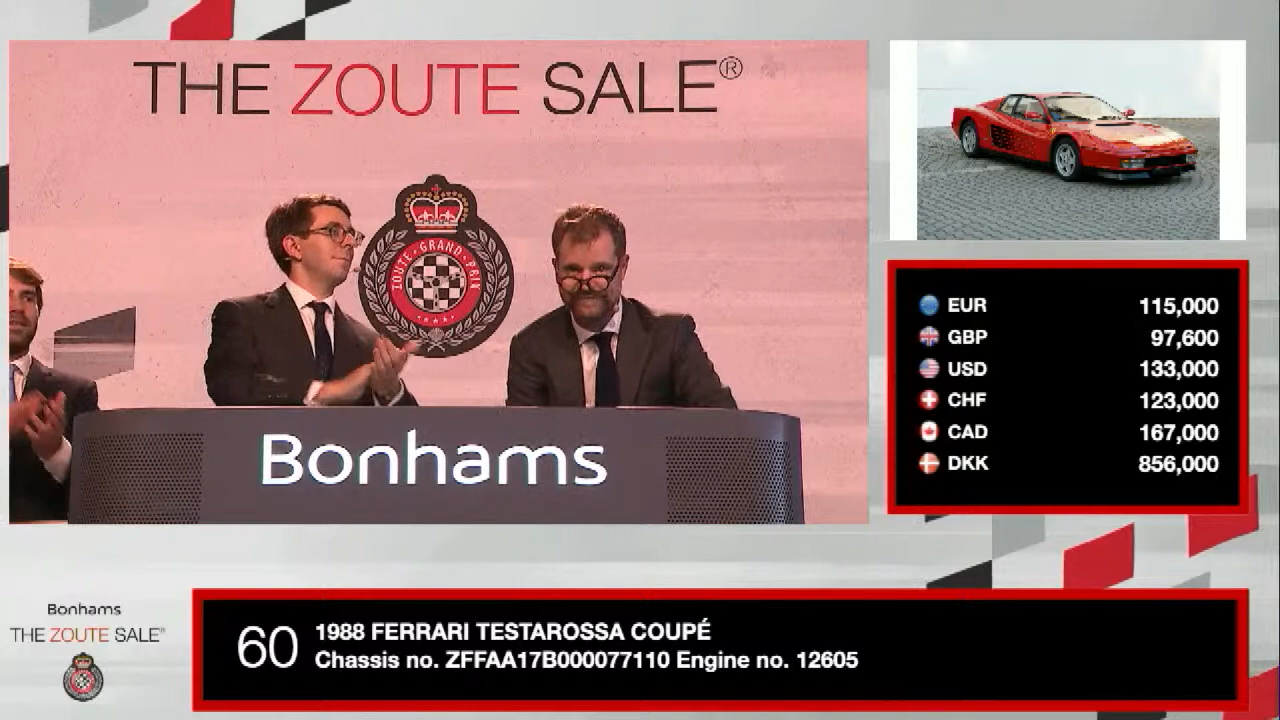 THE ZOUTE SALE®
ZOUTE · GRAND · PRIX
Bonhams
EUR 115,000
GBP 97,600
USD 133,000
CHF 123,000
CAD 167,000
DKK 856,000
Bonhams
THE ZOUTE SALE®
60
1988 FERRARI TESTAROSSA COUPÉ
Chassis no. ZFFAA17B000077110 Engine no. 12605